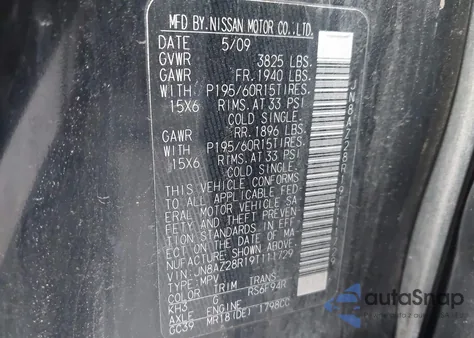 MFD BY.NISSAN MOTOR CO.,LTD.
DATE 5/09
GVWR 3825 LBS.
GAWR FR. 1940 LBS.
WITH P195/60R15TIRES.
15X6 RIMS.AT 33 PSI
COLD SINGLE.
GAWR RR. 1896 LBS.
WITH P195/60R15TIRES.
15X6 RIMS.AT 33 PSI
COLD SINGLE.
THIS VEHICLE CONFORMS
TO ALL APPLICABLE FED-
ERAL MOTOR VEHICLE SA
FETY AND THEFT PREVEN-
TION STANDARDS IN EFF
ECT ON THE DATE OF MA
NUFACTURE SHOWN ABOVE.
VIN:JN8AZ28R19T111729
MPV
COLOR TRIM TRANS
KH3 G RS6F94R
AXLE ENGINE
GC39 MR18(DE) 1798CC
autoSnap